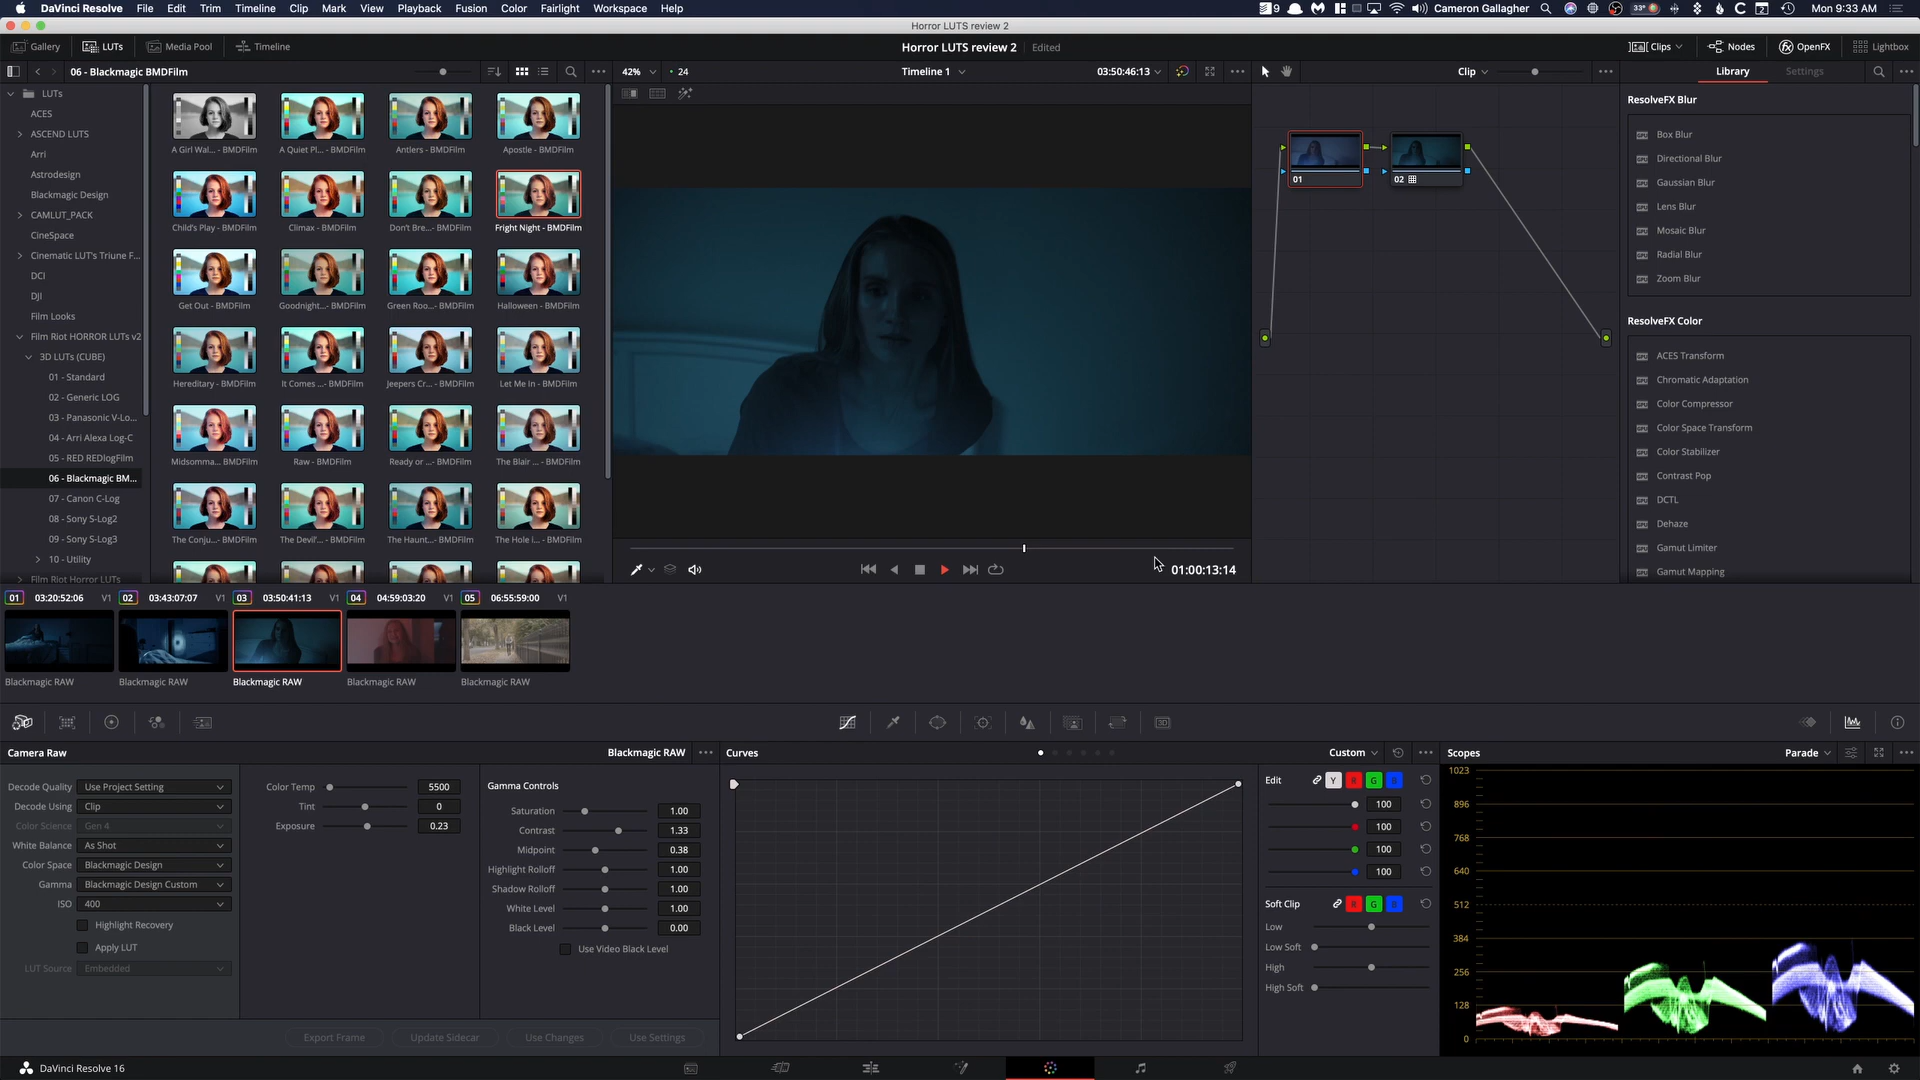 DaVinci Resolve File Edit Trim Timeline Clip Mark View Playback Fusion Color Fairlight Workspace Help
9 33° 2 Cameron Gallagher Mon 9:33 AM
Horror LUTS review 2
Gallery LUTs Media Pool Timeline
Horror LUTS review 2 Edited
Clips Nodes OpenFX Lightbox
06 - Blackmagic BMDFilm
42% 24 Timeline 1 03:50:46:13
Clip
Library Settings
LUTs
ACES
ASCEND LUTS
Arri
Astrodesign
Blackmagic Design
CAMLUT_PACK
CineSpace
Cinematic LUT's Triune F...
DCI
DJI
Film Looks
Film Riot HORROR LUTs v2
3D LUTs (CUBE)
01 - Standard
02 - Generic LOG
03 - Panasonic V-Lo...
04 - Arri Alexa Log-C
05 - RED REDlogFilm
06 - Blackmagic BM...
07 - Canon C-Log
08 - Sony S-Log2
09 - Sony S-Log3
10 - Utility
Film Riot Horror LUTs
A Girl Wal... - BMDFilm A Quiet Pl... - BMDFilm Antlers - BMDFilm Apostle - BMDFilm
Child's Play - BMDFilm Climax - BMDFilm Don't Bre... - BMDFilm Fright Night - BMDFilm
Get Out - BMDFilm Goodnight...- BMDFilm Green Roo...- BMDFilm Halloween - BMDFilm
Hereditary - BMDFilm It Comes ...- BMDFilm Jeepers Cr... - BMDFilm Let Me In - BMDFilm
Midsomma... - BMDFilm Raw - BMDFilm Ready or ...- BMDFilm The Blair ... - BMDFilm
The Conju... - BMDFilm The Devil'... - BMDFilm The Haunt...- BMDFilm The Hole i... - BMDFilm
01
02
01:00:13:14
ResolveFX Blur
Box Blur
Directional Blur
Gaussian Blur
Lens Blur
Mosaic Blur
Radial Blur
Zoom Blur
ResolveFX Color
ACES Transform
Chromatic Adaptation
Color Compressor
Color Space Transform
Color Stabilizer
Contrast Pop
DCTL
Dehaze
Gamut Limiter
Gamut Mapping
01 03:20:52:06 V1 02 03:43:07:07 V1 03 03:50:41:13 V1 04 04:59:03:20 V1 05 06:55:59:00 V1
Blackmagic RAW Blackmagic RAW Blackmagic RAW Blackmagic RAW Blackmagic RAW
Camera Raw Blackmagic RAW
Decode Quality Use Project Setting
Decode Using Clip
Color Science Gen 4
White Balance As Shot
Color Space Blackmagic Design
Gamma Blackmagic Design Custom
ISO 400
Highlight Recovery
Apply LUT
LUT Source Embedded
Color Temp 5500
Tint 0
Exposure 0.23
Gamma Controls
Saturation 1.00
Contrast 1.33
Midpoint 0.38
Highlight Rolloff 1.00
Shadow Rolloff 1.00
White Level 1.00
Black Level 0.00
Use Video Black Level
Export Frame Update Sidecar Use Changes Use Settings
Curves Custom
Edit Y R G B
100
100
100
100
Soft Clip R G B
Low
Low Soft
High
High Soft
Scopes Parade
1023
896
768
640
512
384
256
128
0
DaVinci Resolve 16